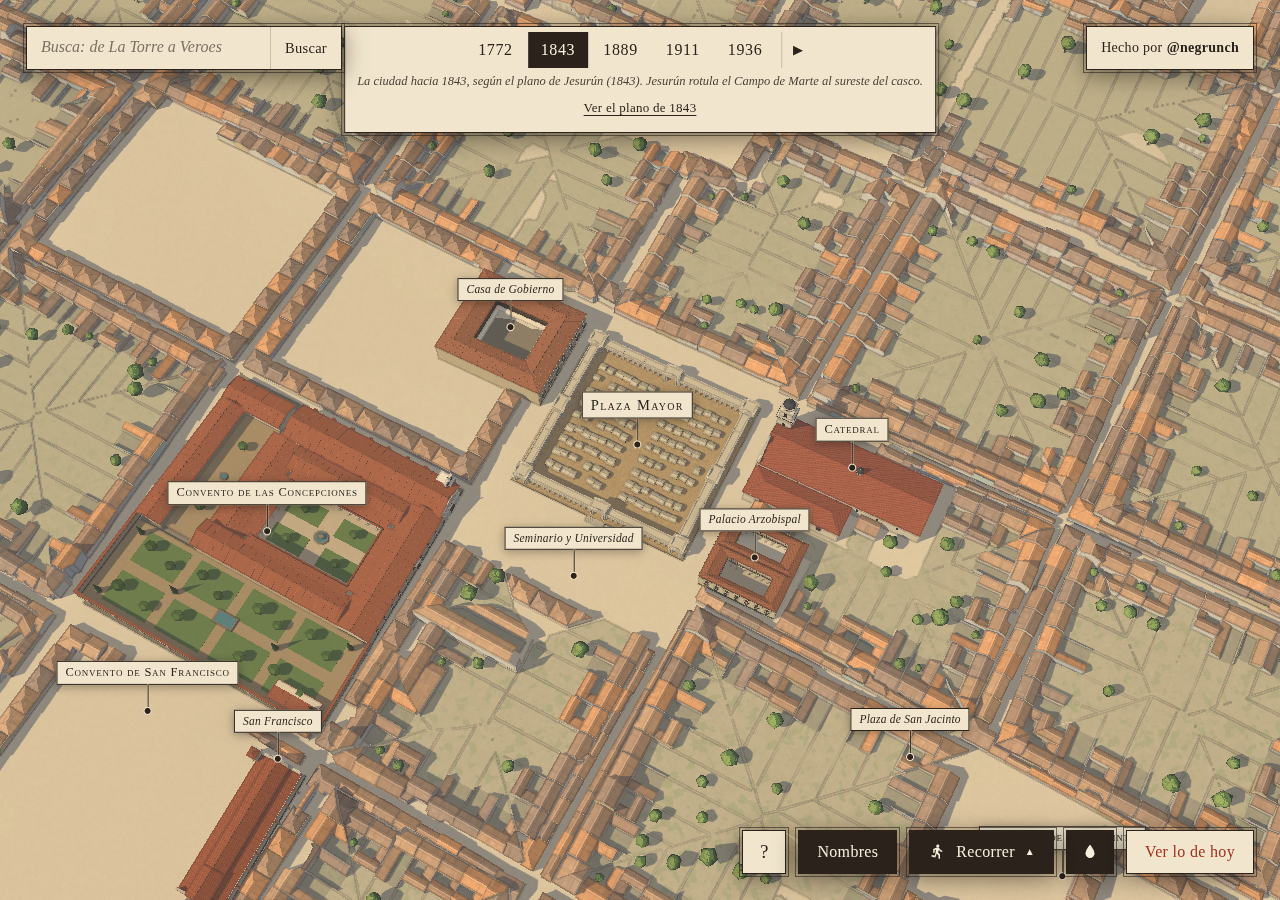 Busca: de La Torre a Veroes
Buscar
1772 1843 1889 1911 1936
La ciudad hacia 1843, según el plano de Jesurún (1843). Jesurún rotula el Campo de Marte al sureste del casco.
Ver el plano de 1843
Hecho por @negrunch
Casa de Gobierno
Plaza Mayor
Catedral
Convento de las Concepciones
Palacio Arzobispal
Seminario y Universidad
Convento de San Francisco
San Francisco
Plaza de San Jacinto
?
Nombres
Recorrer
Ver lo de hoy